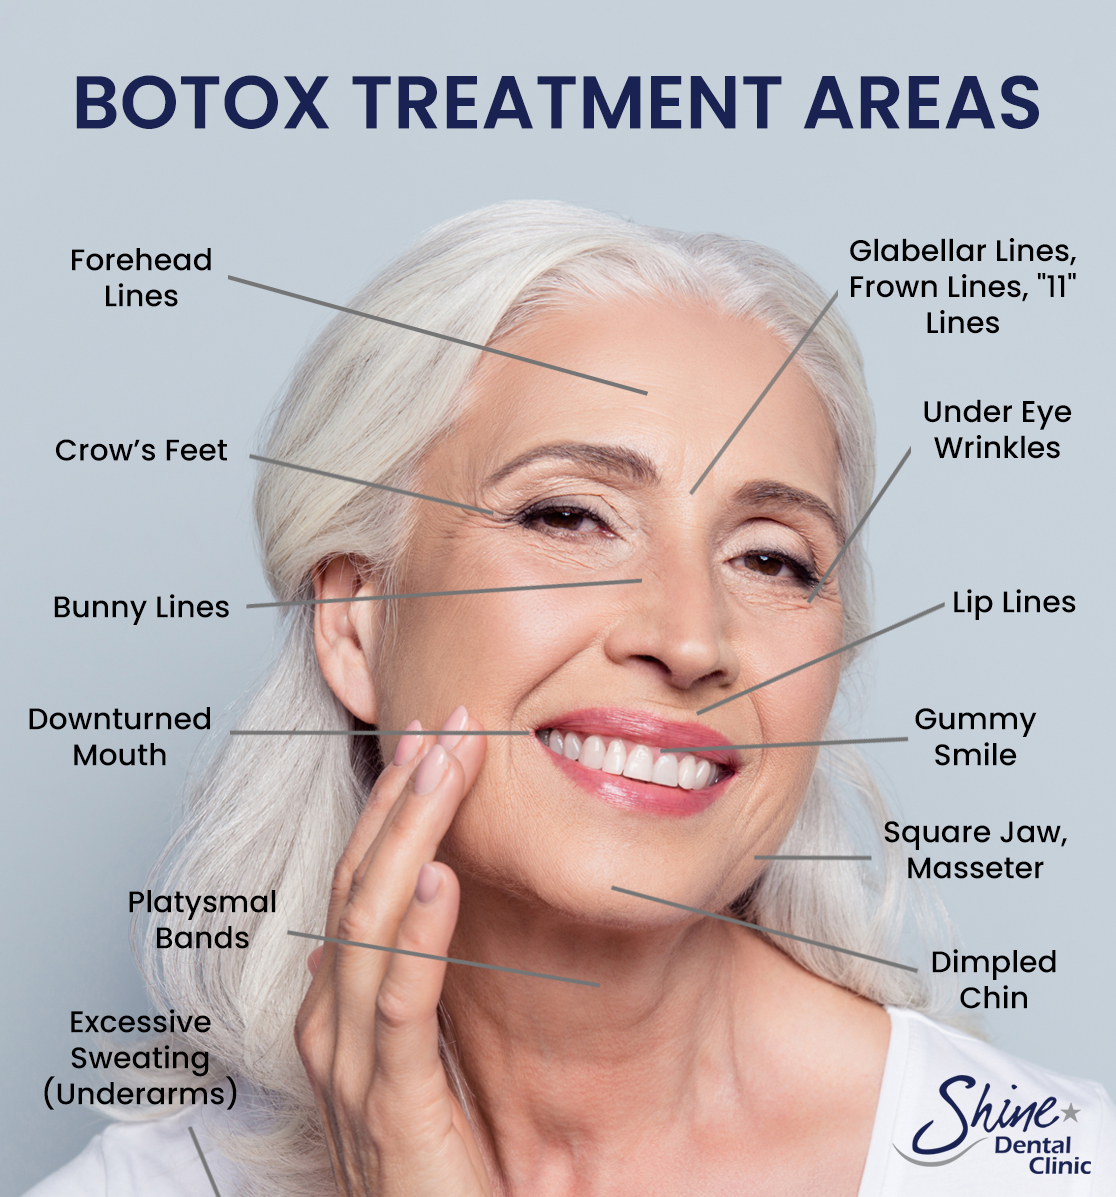 BOTOX TREATMENT AREAS
Forehead
Lines
Glabellar Lines,
Frown Lines, "11"
Lines
Crow’s Feet
Under Eye
Wrinkles
Bunny Lines
Lip Lines
Downturned
Mouth
Gummy
Smile
Square Jaw,
Masseter
Platysmal
Bands
Dimpled
Chin
Excessive
Sweating
(Underarms)
Shine
Dental
Clinic